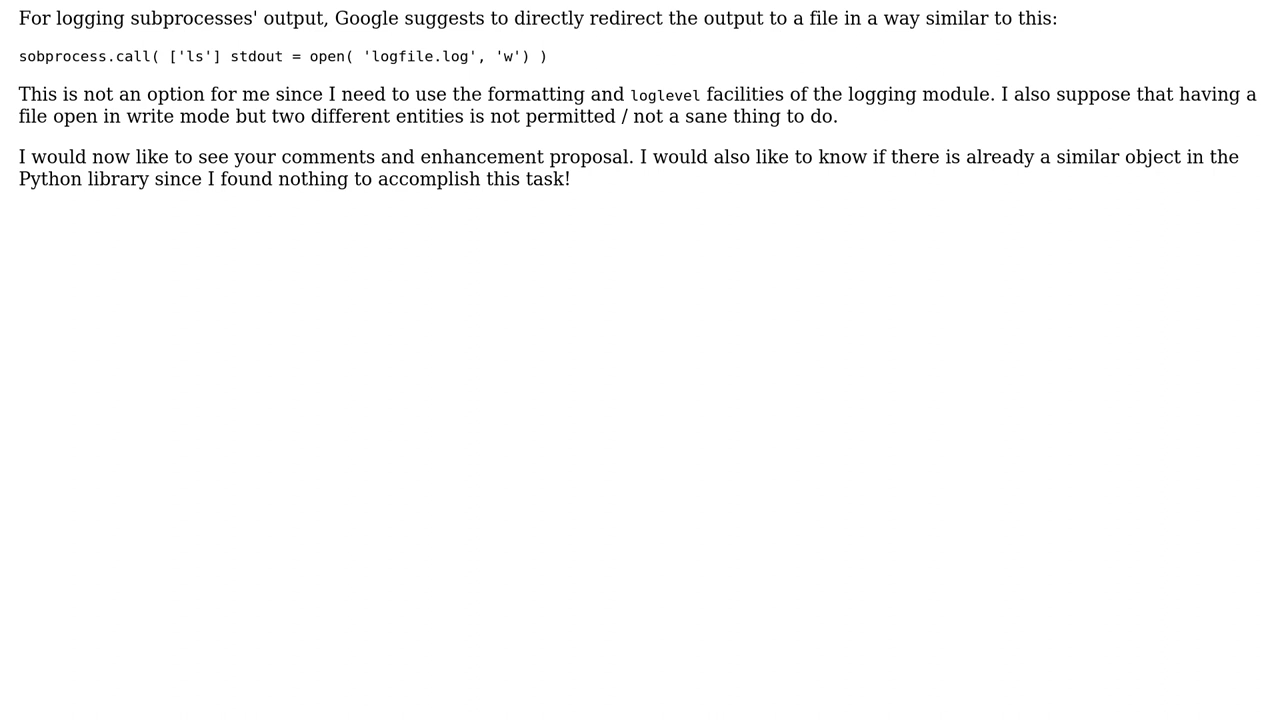 For logging subprocesses' output, Google suggests to directly redirect the output to a file in a way similar to this:
sobprocess.call( ['ls'] stdout = open( 'logfile.log', 'w') )
This is not an option for me since I need to use the formatting and loglevel facilities of the logging module. I also suppose that having a
file open in write mode but two different entities is not permitted / not a sane thing to do.
I would now like to see your comments and enhancement proposal. I would also like to know if there is already a similar object in the
Python library since I found nothing to accomplish this task!